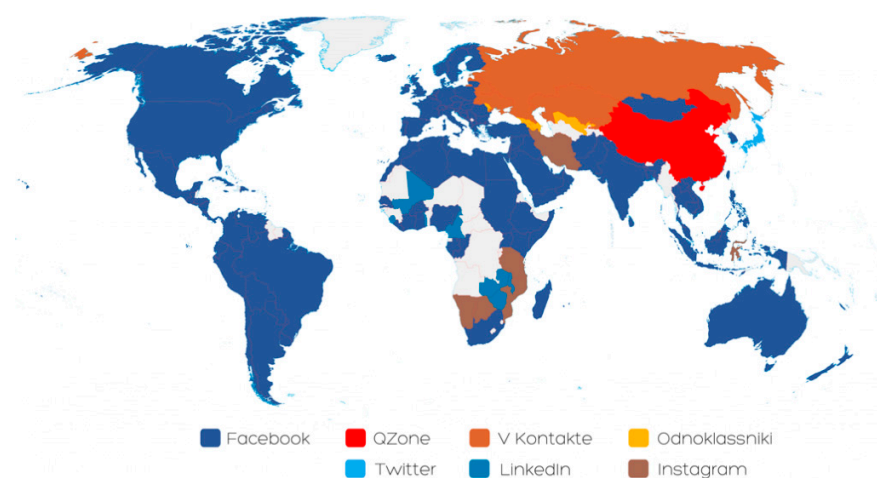 Facebook QZone V Kontakte Odnoklassniki
Twitter LinkedIn Instagram